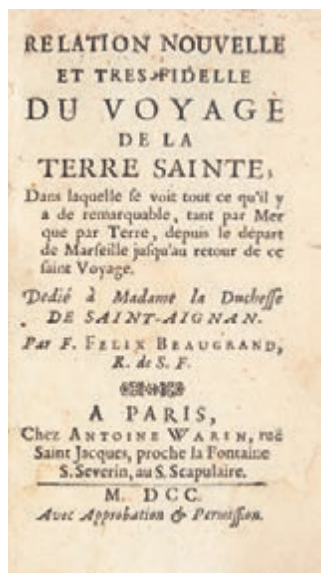 RELATION NOUVELLE
ET TRES-FIDELLE
DU VOYAGE
DE LA
TERRE SAINTE,
Dans laquelle se voit tout ce qu'il y
a de remarquable, tant par Mer
que par Terre, depuis le départ
de Marseille jusqu'au retour de ce
saint Voyage.
Dedié à Madame la Duchesse
DE SAINT-AIGNAN.
Par F. FELIX BEAUGRAND,
R. de S. F.
A PARIS,
Chez ANTOINE WARIN, ruë
Saint Jacques, proche la Fontaine
S. Severin, au S. Scapulaire.
M. DCC.
Avec Approbation & Permission.